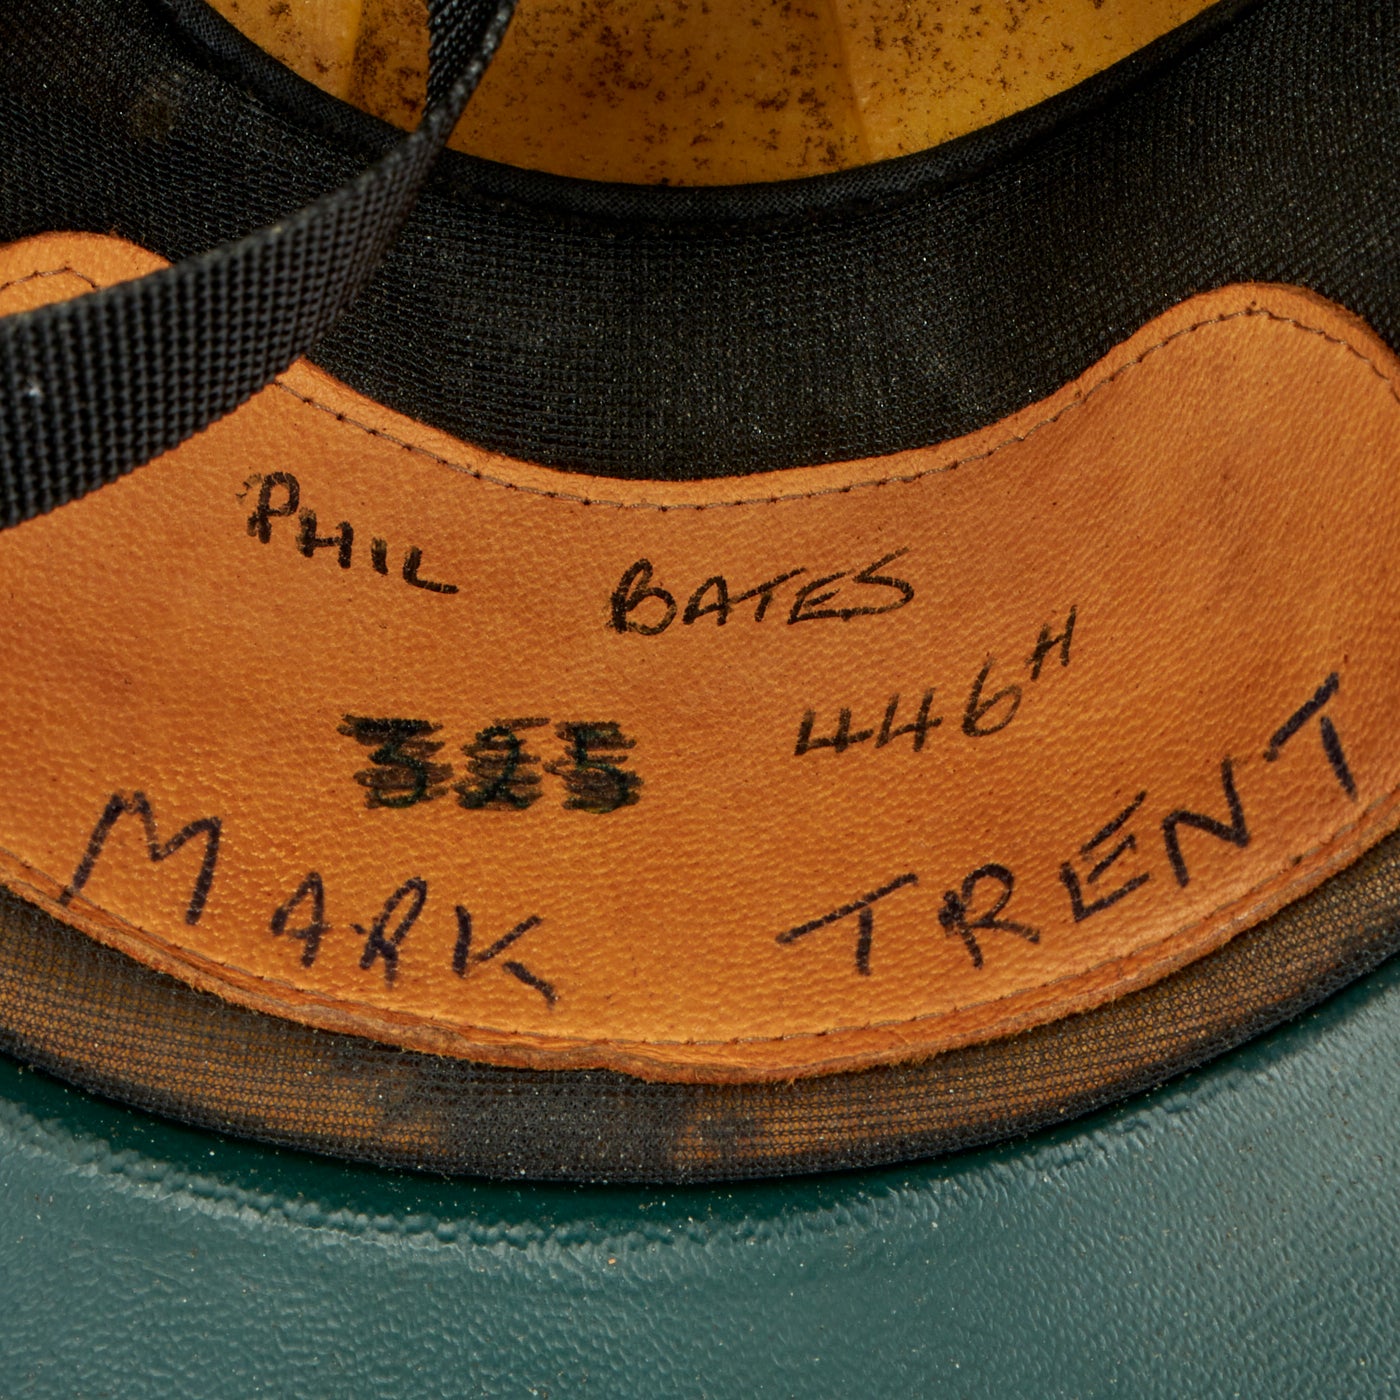 PHIL BATES
325 446H
MARK TRENT